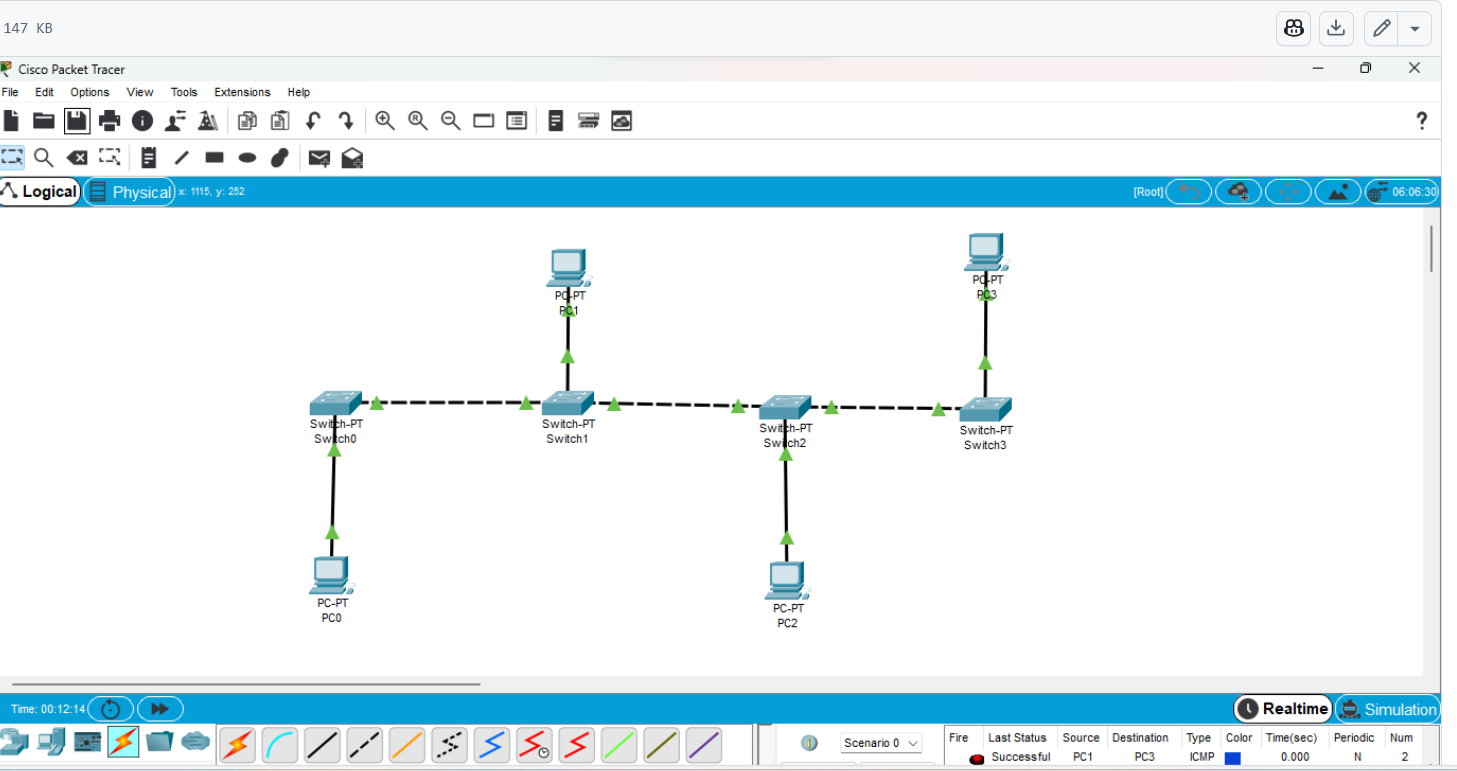 147 KB
Cisco Packet Tracer
File Edit Options View Tools Extensions Help
?
Logical Physical x: 1115, y: 252 [Root] 06:06:30
PC-PT
PC3
PC-PT
PC1
Switch-PT
Switch0
Switch-PT
Switch1
Switch-PT
Switch2
Switch-PT
Switch3
PC-PT
PC0
PC-PT
PC2
Time: 00:12:14 Realtime Simulation
Scenario 0
Fire Last Status Source Destination Type Color Time(sec) Periodic Num
Successful PC1 PC3 ICMP 0.000 N 2